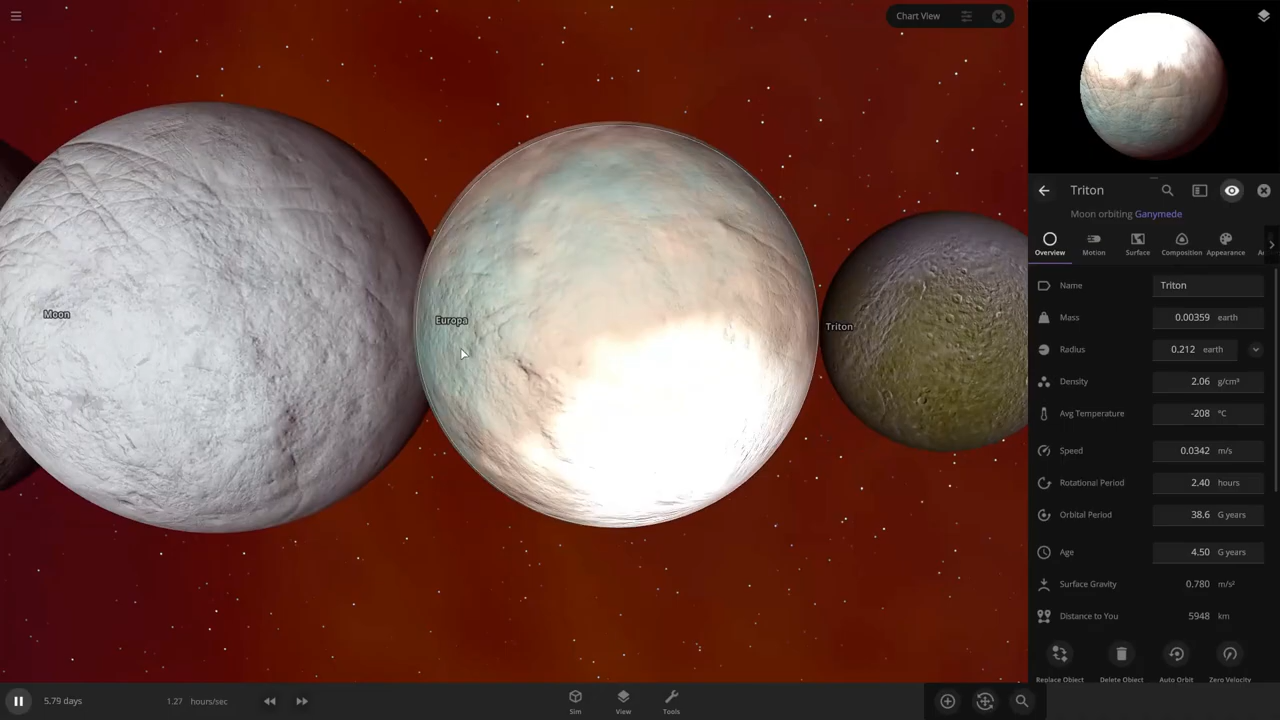 Chart View
Moon
Europa
Triton
Triton
Moon orbiting Ganymede
Overview Motion Surface Composition Appearance
Name Triton
Mass 0.00359 earth
Radius 0.212 earth
Density 2.06 g/cm³
Avg Temperature -208 °C
Speed 0.0342 m/s
Rotational Period 2.40 hours
Orbital Period 38.6 G years
Age 4.50 G years
Surface Gravity 0.780 m/s²
Distance to You 5948 km
Replace Object Delete Object Auto Orbit Zero Velocity
5.79 days 1.27 hours/sec
Sim View Tools